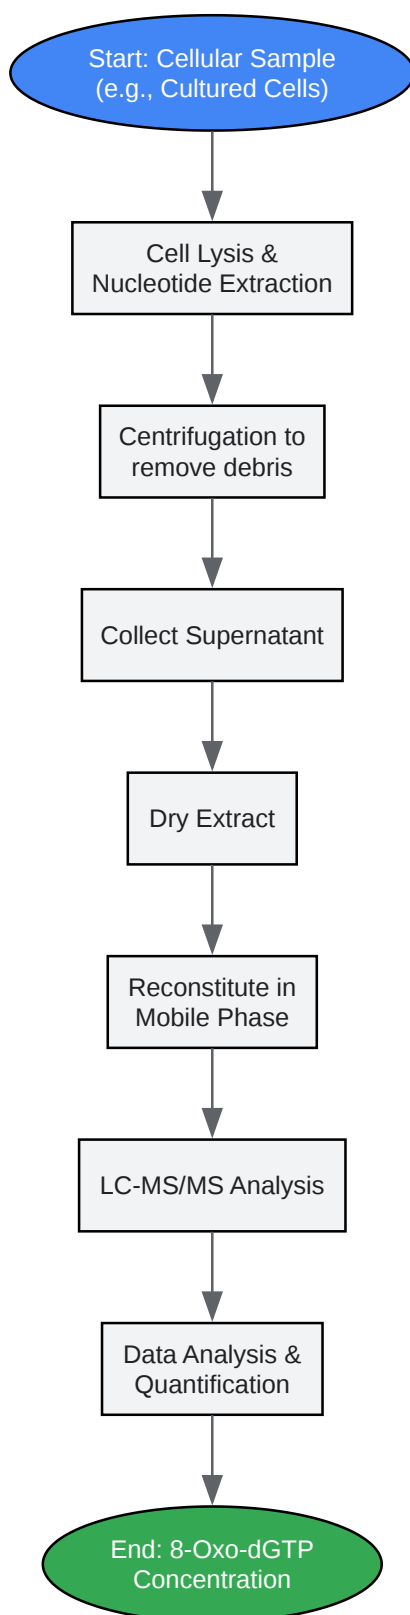 Start: Cellular Sample
(e.g., Cultured Cells)
Cell Lysis &
Nucleotide Extraction
Centrifugation to
remove debris
Collect Supernatant
Dry Extract
Reconstitute in
Mobile Phase
LC-MS/MS Analysis
Data Analysis &
Quantification
End: 8-Oxo-dGTP
Concentration